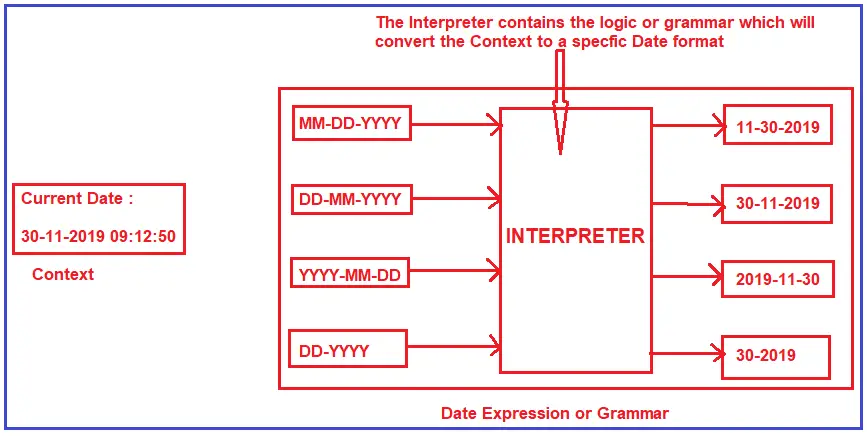 The Interpreter contains the logic or grammar which will
convert the Context to a specfic Date format
MM-DD-YYYY
11-30-2019
Current Date :
30-11-2019 09:12:50
Context
DD-MM-YYYY
30-11-2019
INTERPRETER
YYYY-MM-DD
2019-11-30
DD-YYYY
30-2019
Date Expression or Grammar